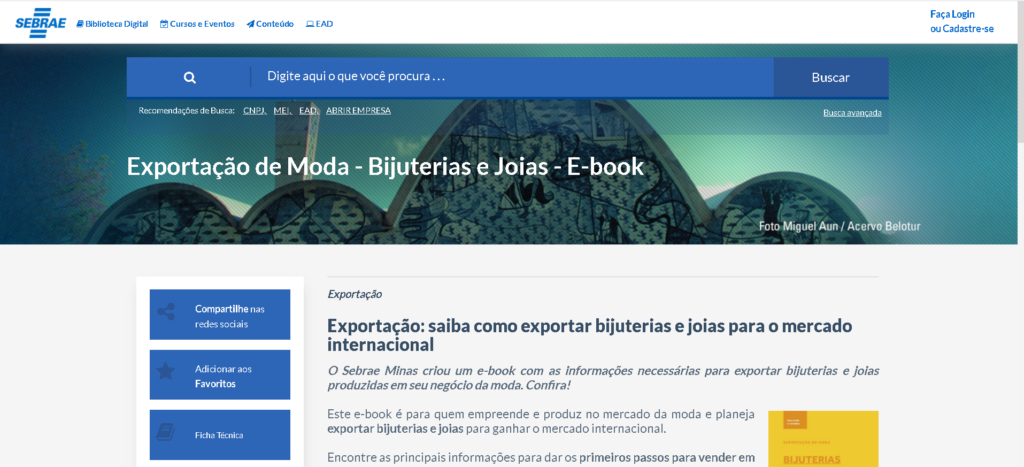 SEBRAE
Biblioteca Digital
Cursos e Eventos
Conteúdo
EAD
Faça Login
ou Cadastre-se
Digite aqui o que você procura . . .
Buscar
Recomendações de Busca: CNPJ, MEI, EAD, ABRIR EMPRESA
Busca avançada
Exportação de Moda - Bijuterias e Joias - E-book
Foto Miguel Aun / Acervo Belotur
Compartilhe nas
redes sociais
Adicionar aos
Favoritos
Ficha Técnica
Exportação
Exportação: saiba como exportar bijuterias e joias para o mercado
internacional
O Sebrae Minas criou um e-book com as informações necessárias para exportar bijuterias e joias
produzidas em seu negócio da moda. Confira!
Este e-book é para quem empreende e produz no mercado da moda e planeja
exportar bijuterias e joias para ganhar o mercado internacional.
Encontre as principais informações para dar os primeiros passos para vender em
BIJUTERIAS